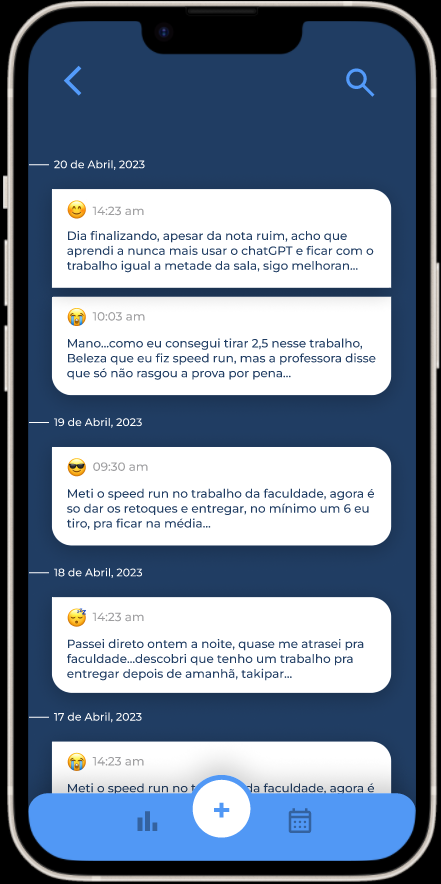 20 de Abril, 2023
14:23 am
Dia finalizando, apesar da nota ruim, acho que
aprendi a nunca mais usar o chatGPT e ficar com o
trabalho igual a metade da sala, sigo melhoran...
10:03 am
Mano...como eu consegui tirar 2,5 nesse trabalho,
Beleza que eu fiz speed run, mas a professora disse
que só não rasgou a prova por pena...
19 de Abril, 2023
09:30 am
Meti o speed run no trabalho da faculdade, agora é
so dar os retoques e entregar, no mínimo um 6 eu
tiro, pra ficar na média...
18 de Abril, 2023
14:23 am
Passei direto ontem a noite, quase me atrasei pra
faculdade...descobri que tenho um trabalho pra
entregar depois de amanhã, takipar...
17 de Abril, 2023
14:23 am
Meti o speed run no da faculdade, agora é